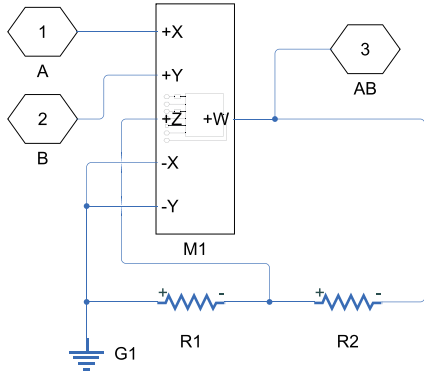 1
+X
A
3
+Y
AB
2
+Z
+W
B
-X
-Y
M1
+
-
+
-
R1
R2
G1